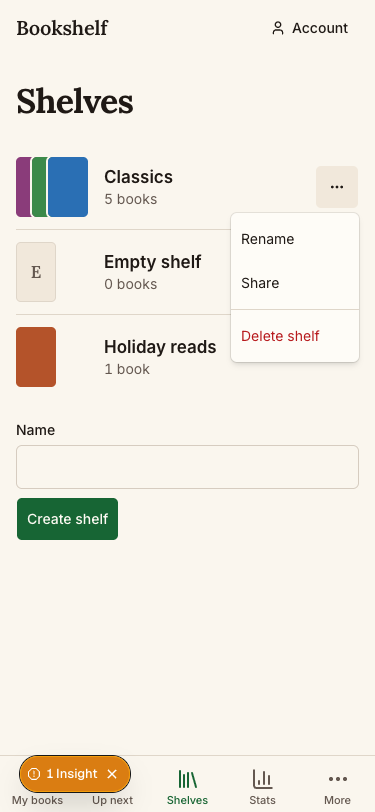 Bookshelf
Account
Shelves
Classics
5 books
Rename
Share
Delete shelf
E
Empty shelf
0 books
Holiday reads
1 book
Name
Create shelf
1 Insight
My books
Up next
Shelves
Stats
More